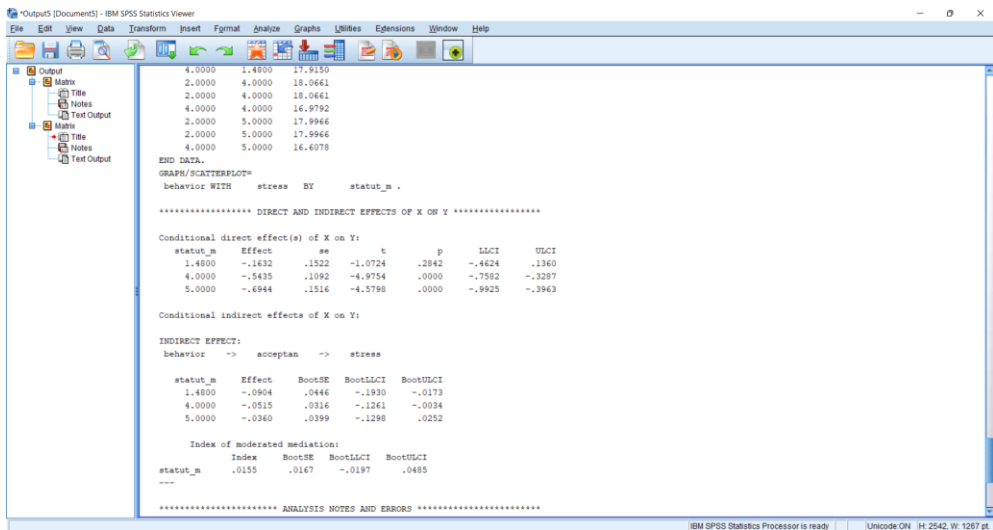 *Output5 [Document5] - IBM SPSS Statistics Viewer
File Edit View Data Transform Insert Format Analyze Graphs Utilities Extensions Window Help
Output
Matrix
Title
Notes
Text Output
Matrix
Title
Notes
Text Output
4.0000 1.4800 17.9150
2.0000 4.0000 18.0661
2.0000 4.0000 18.0661
4.0000 4.0000 16.9792
2.0000 5.0000 17.9966
2.0000 5.0000 17.9966
4.0000 5.0000 16.6078
END DATA.
GRAPH/SCATTERPLOT=
behavior WITH stress BY statut_m .
****************** DIRECT AND INDIRECT EFFECTS OF X ON Y *****************
Conditional direct effect(s) of X on Y:
statut_m Effect se t p LLCI ULCI
1.4800 -.1632 .1522 -1.0724 .2842 -.4624 .1360
4.0000 -.5435 .1092 -4.9754 .0000 -.7582 -.3287
5.0000 -.6944 .1516 -4.5798 .0000 -.9925 -.3963
Conditional indirect effects of X on Y:
INDIRECT EFFECT:
behavior -> acceptan -> stress
statut_m Effect BootSE BootLLCI BootULCI
1.4800 -.0904 .0446 -.1930 -.0173
4.0000 -.0515 .0316 -.1261 -.0034
5.0000 -.0360 .0399 -.1298 .0252
Index of moderated mediation:
Index BootSE BootLLCI BootULCI
statut_m .0155 .0167 -.0197 .0485
---
*********************** ANALYSIS NOTES AND ERRORS ************************
IBM SPSS Statistics Processor is ready Unicode:ON H: 2542, W: 1267 pt